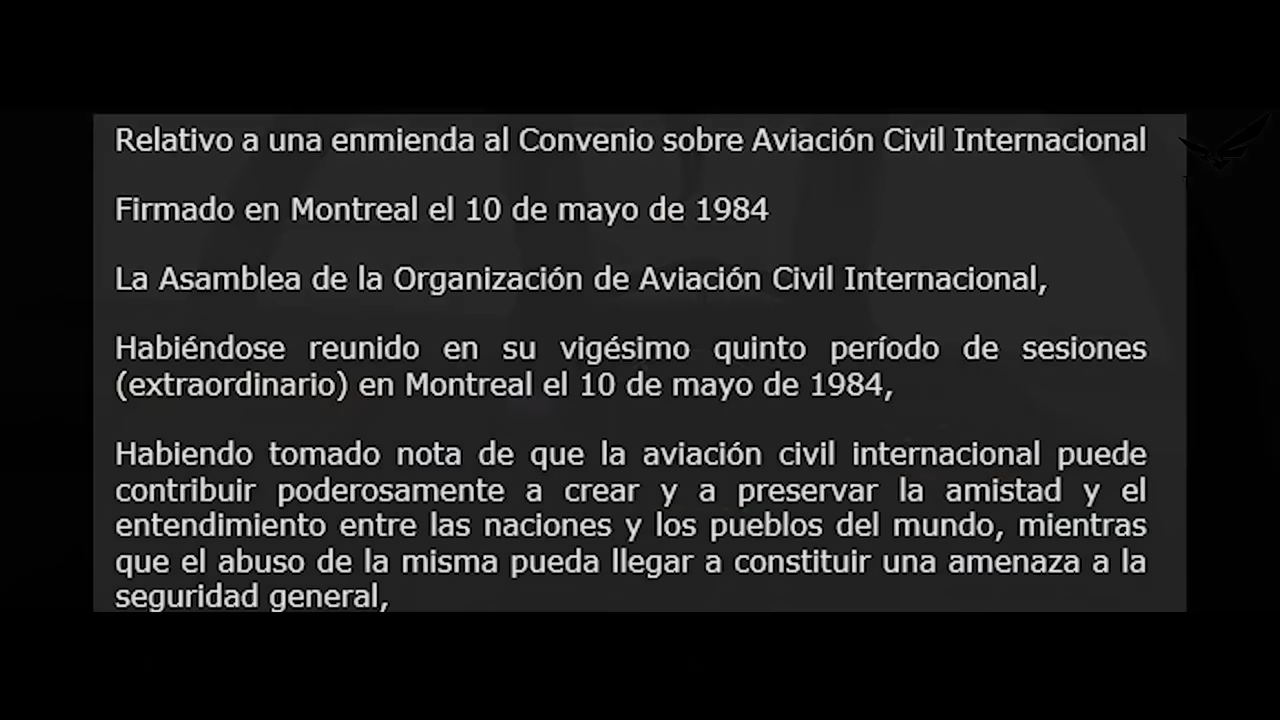 Relativo a una enmienda al Convenio sobre Aviación Civil Internacional
Firmado en Montreal el 10 de mayo de 1984
La Asamblea de la Organización de Aviación Civil Internacional,
Habiéndose reunido en su vigésimo quinto período de sesiones
(extraordinario) en Montreal el 10 de mayo de 1984,
Habiendo tomado nota de que la aviación civil internacional puede
contribuir poderosamente a crear y a preservar la amistad y el
entendimiento entre las naciones y los pueblos del mundo, mientras
que el abuso de la misma pueda llegar a constituir una amenaza a la
seguridad general,